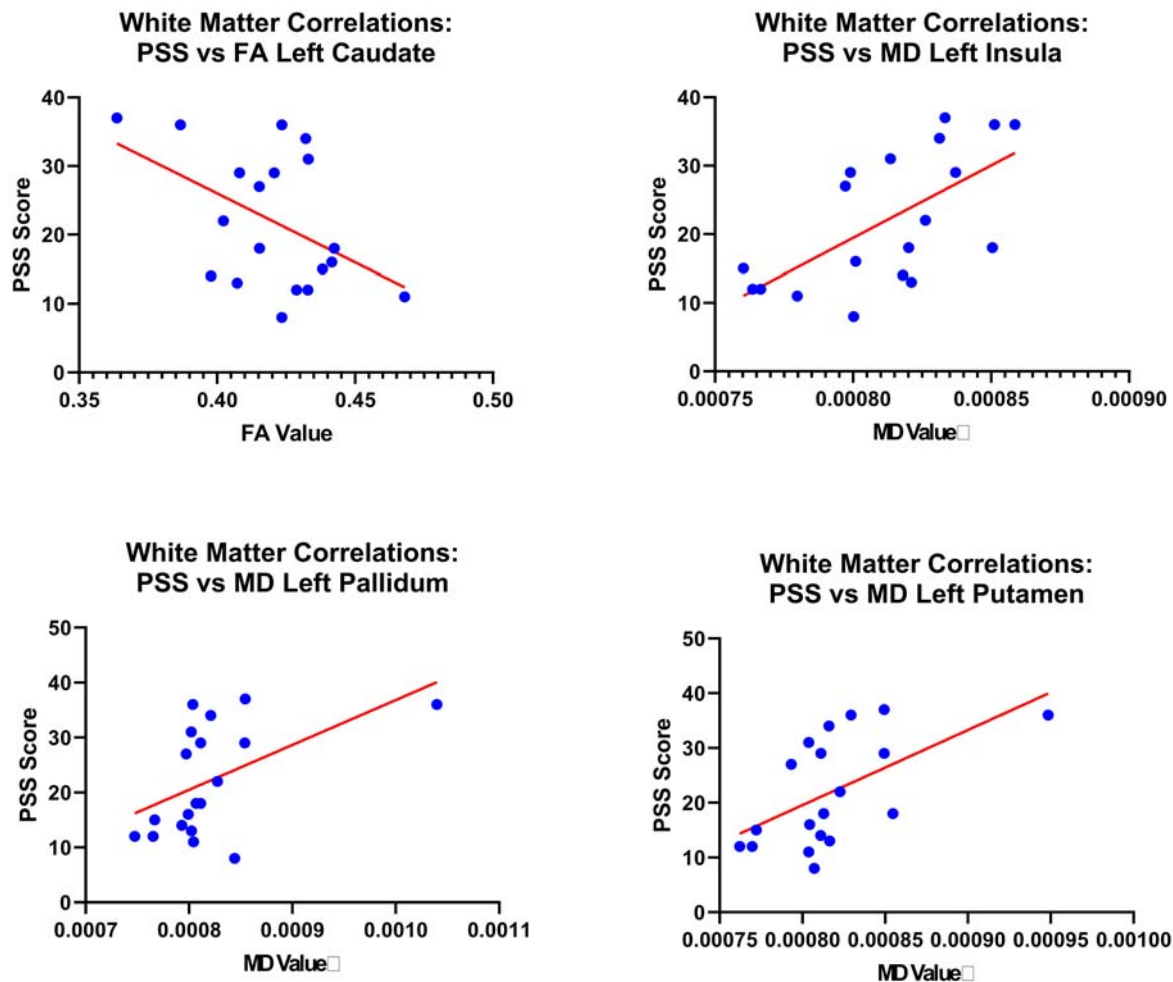 White Matter Correlations:
PSS vs FA Left Caudate
PSS Score
40
30
20
10
0
0.35 0.40 0.45 0.50
FA Value
White Matter Correlations:
PSS vs MD Left Insula
PSS Score
40
30
20
10
0
0.00075 0.00080 0.00085 0.00090
MD Value□
White Matter Correlations:
PSS vs MD Left Pallidum
PSS Score
50
40
30
20
10
0
0.0007 0.0008 0.0009 0.0010 0.0011
MD Value□
White Matter Correlations:
PSS vs MD Left Putamen
PSS Score
50
40
30
20
10
0
0.00075 0.00080 0.00085 0.00090 0.00095 0.00100
MD Value□